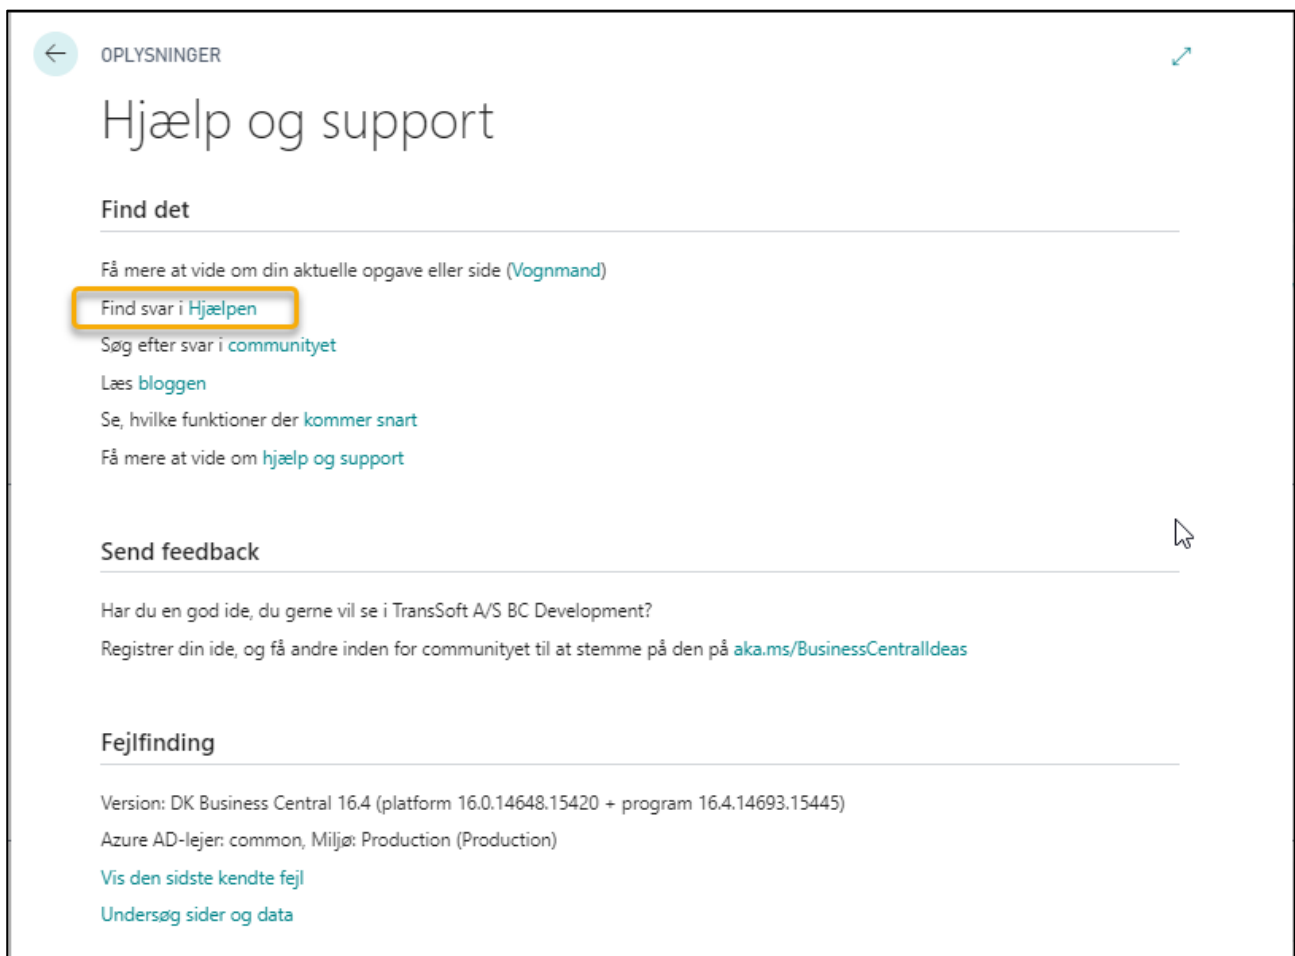 OPLYSNINGER
Hjælp og support
Find det
Få mere at vide om din aktuelle opgave eller side (Vognmand)
Find svar i Hjælpen
Søg efter svar i communityet
Læs bloggen
Se, hvilke funktioner der kommer snart
Få mere at vide om hjælp og support
Send feedback
Har du en god ide, du gerne vil se i TransSoft A/S BC Development?
Registrer din ide, og få andre inden for communityet til at stemme på den på aka.ms/BusinessCentralIdeas
Fejlfinding
Version: DK Business Central 16.4 (platform 16.0.14648.15420 + program 16.4.14693.15445)
Azure AD-lejer: common, Miljø: Production (Production)
Vis den sidste kendte fejl
Undersøg sider og data